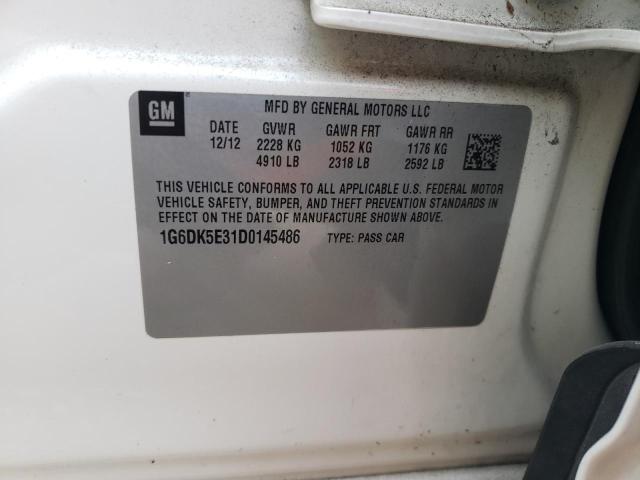 GM
MFD BY GENERAL MOTORS LLC
DATE GVWR GAWR FRT GAWR RR
12/12 2228 KG 1052 KG 1176 KG
4910 LB 2318 LB 2592 LB
THIS VEHICLE CONFORMS TO ALL APPLICABLE U.S. FEDERAL MOTOR
VEHICLE SAFETY, BUMPER, AND THEFT PREVENTION STANDARDS IN
EFFECT ON THE DATE OF MANUFACTURE SHOWN ABOVE.
1G6DK5E31D0145486 TYPE: PASS CAR